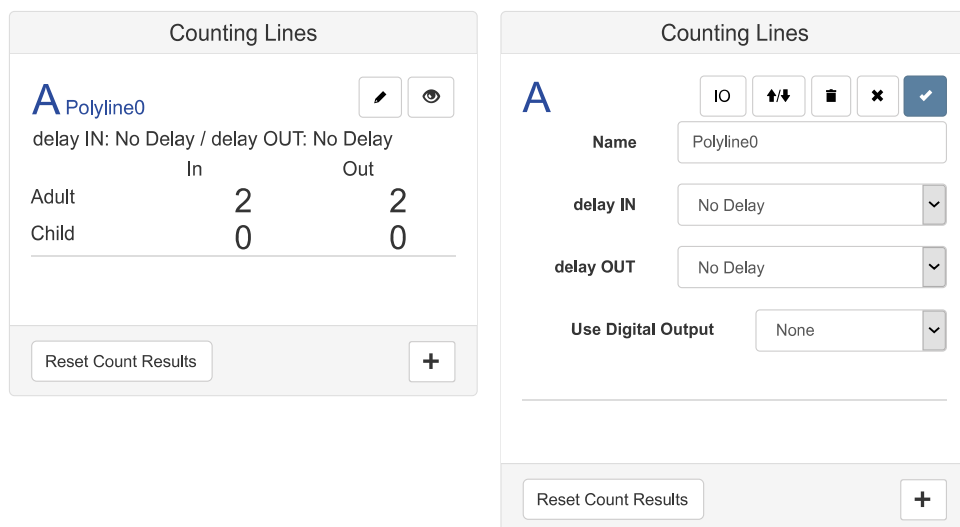 Counting Lines
A Polyline0
delay IN: No Delay / delay OUT: No Delay
In Out
Adult 2 2
Child 0 0
Reset Count Results +
Counting Lines
A IO
Name Polyline0
delay IN No Delay
delay OUT No Delay
Use Digital Output None
Reset Count Results +